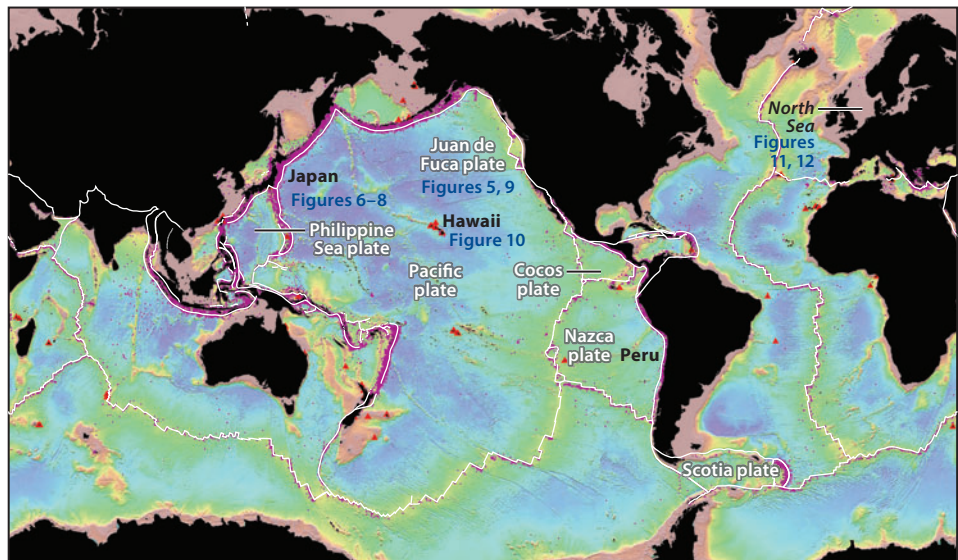 North
Sea
Figures
11, 12
Juan de
Fuca plate
Figures 5, 9
Japan
Figures 6–8
Hawaii
Figure 10
Philippine
Sea plate
Pacific
plate
Cocos
plate
Nazca
plate
Peru
Scotia plate